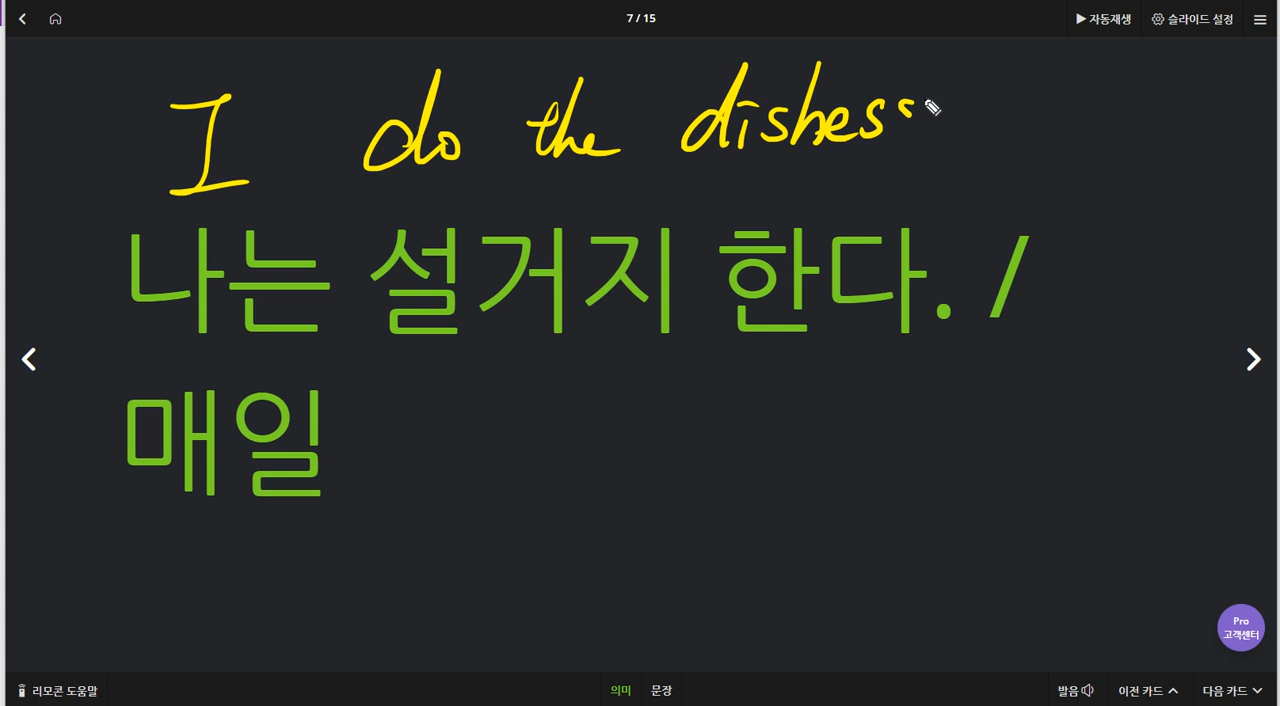 7 / 15
자동재생
슬라이드 설정
I do the dishes
나는 설거지 한다. /
매일
Pro
고객센터
리모콘 도움말
의미
문장
발음
이전 카드
다음 카드